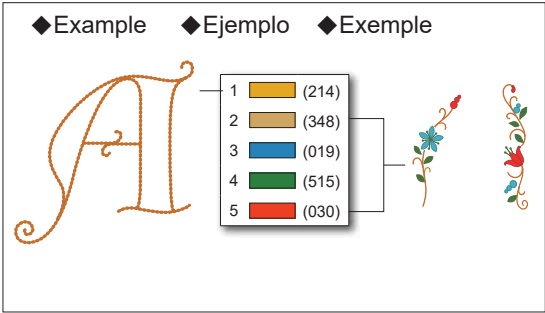 ◆Example ◆Ejemplo ◆Exemple
A
1 (214)
2 (348)
3 (019)
4 (515)
5 (030)